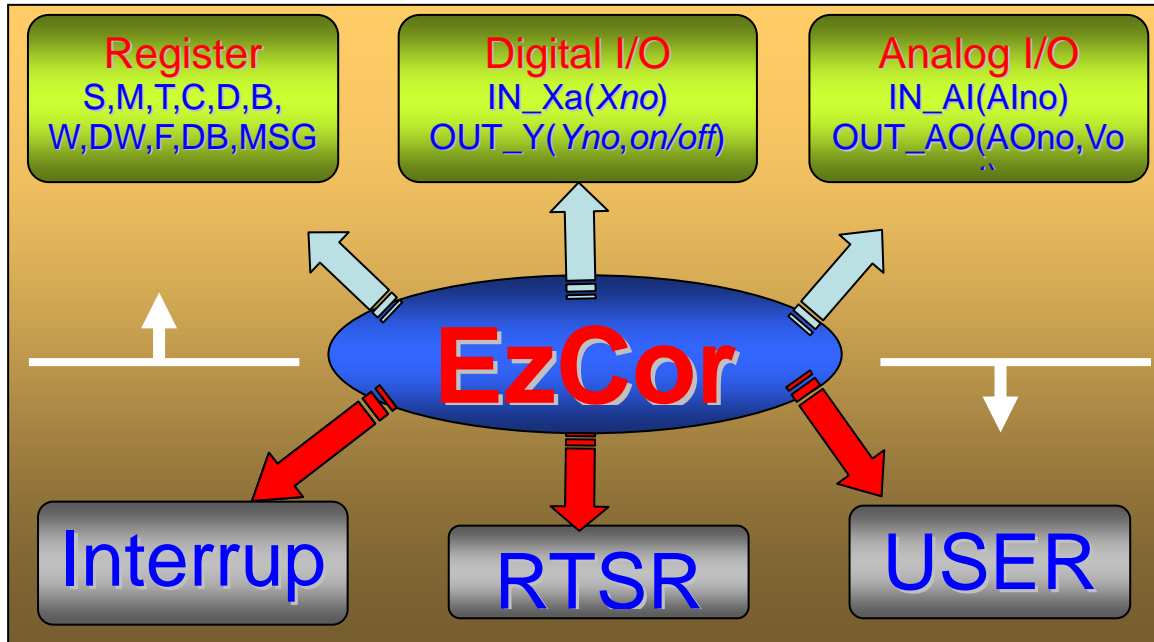 Register
S,M,T,C,D,B,
W,DW,F,DB,MSG
Digital I/O
IN_Xa(Xno)
OUT_Y(Yno,on/off)
Analog I/O
IN_AI(AIno)
OUT_AO(AOno,Vo
EzCor
Interrup
RTSR
USER